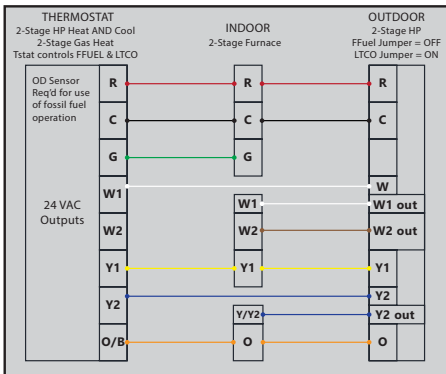 THERMOSTAT
2-Stage HP Heat AND Cool
2-Stage Gas Heat
Tstat controls FFUEL & LTCO
INDOOR
2-Stage Furnace
OUTDOOR
2-Stage HP
FFuel Jumper = OFF
LTCO Jumper = ON
OD Sensor
Req'd for use
of fossil fuel
operation
24 VAC
Outputs
R
C
G
W1
W2
Y1
Y2
O/B
R
C
G
W1
W2
Y1
Y/Y2
O
R
C
W
W1 out
W2 out
Y1
Y2
Y2 out
O